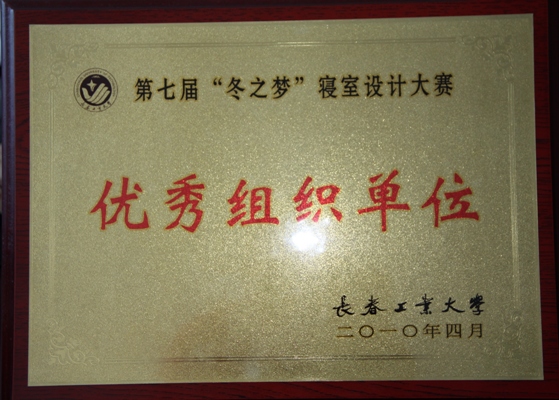 第七届“冬之梦”寝室设计大赛
优秀组织单位
長春工业大学
二〇一〇年四月